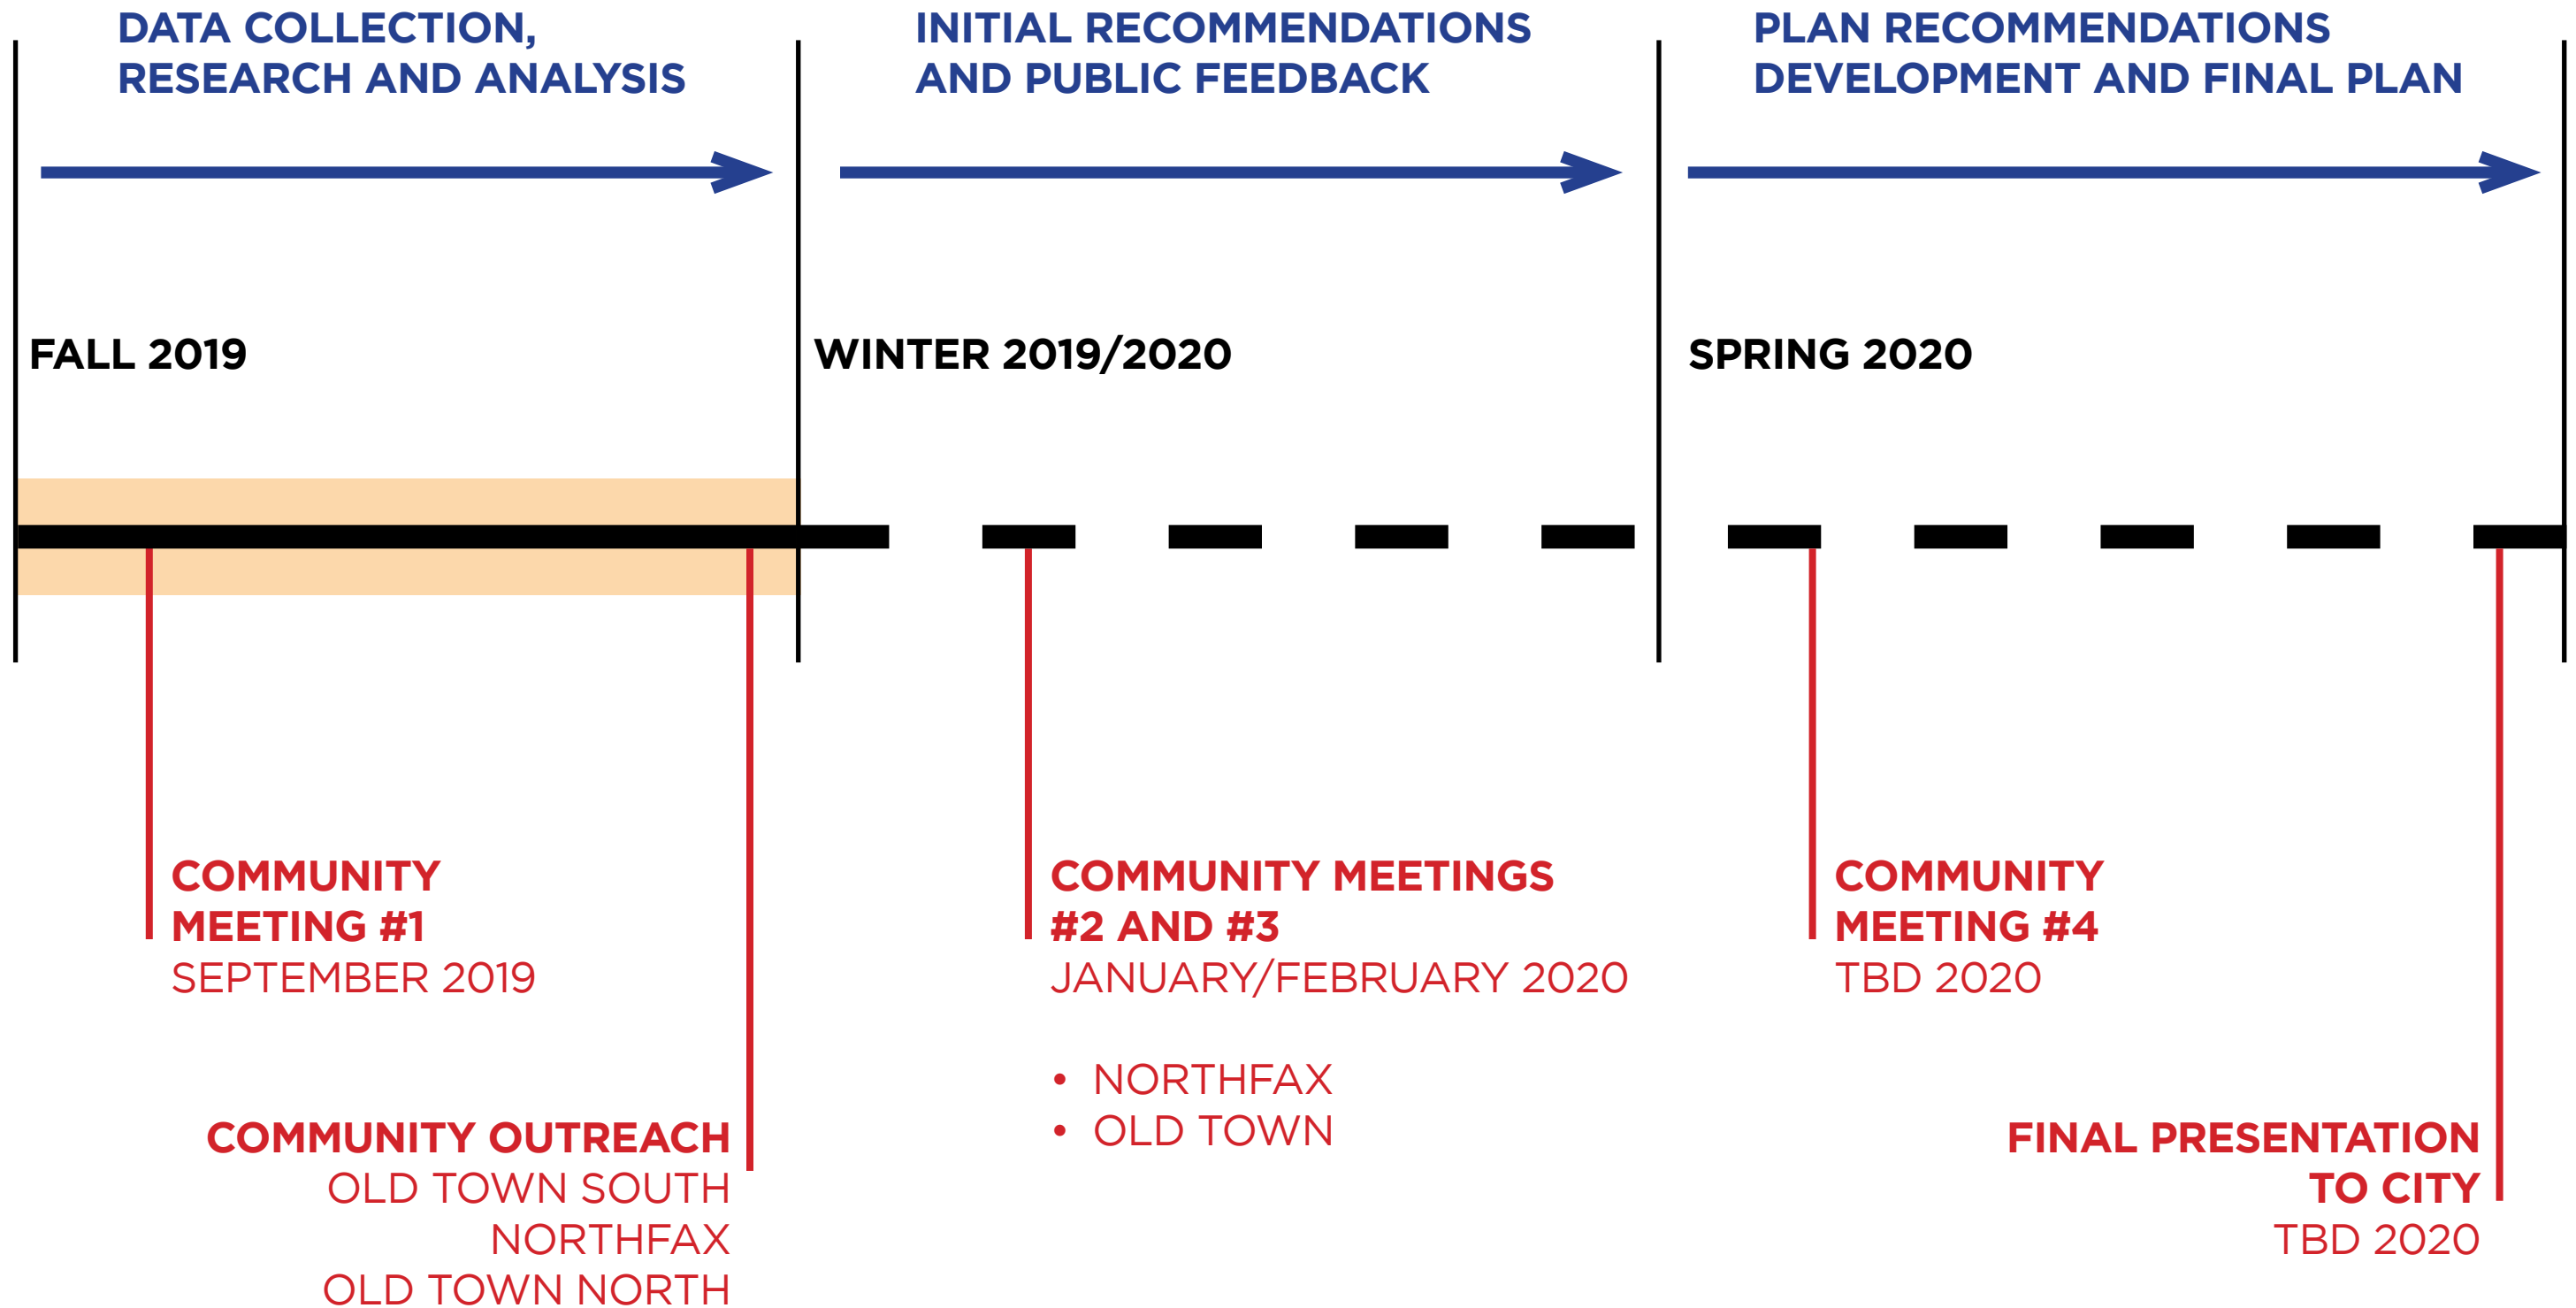 DATA COLLECTION,
RESEARCH AND ANALYSIS
INITIAL RECOMMENDATIONS
AND PUBLIC FEEDBACK
PLAN RECOMMENDATIONS
DEVELOPMENT AND FINAL PLAN
FALL 2019
WINTER 2019/2020
SPRING 2020
COMMUNITY
MEETING #1
SEPTEMBER 2019
COMMUNITY OUTREACH
OLD TOWN SOUTH
NORTHFAX
OLD TOWN NORTH
COMMUNITY MEETINGS
#2 AND #3
JANUARY/FEBRUARY 2020
• NORTHFAX
• OLD TOWN
COMMUNITY
MEETING #4
TBD 2020
FINAL PRESENTATION
TO CITY
TBD 2020